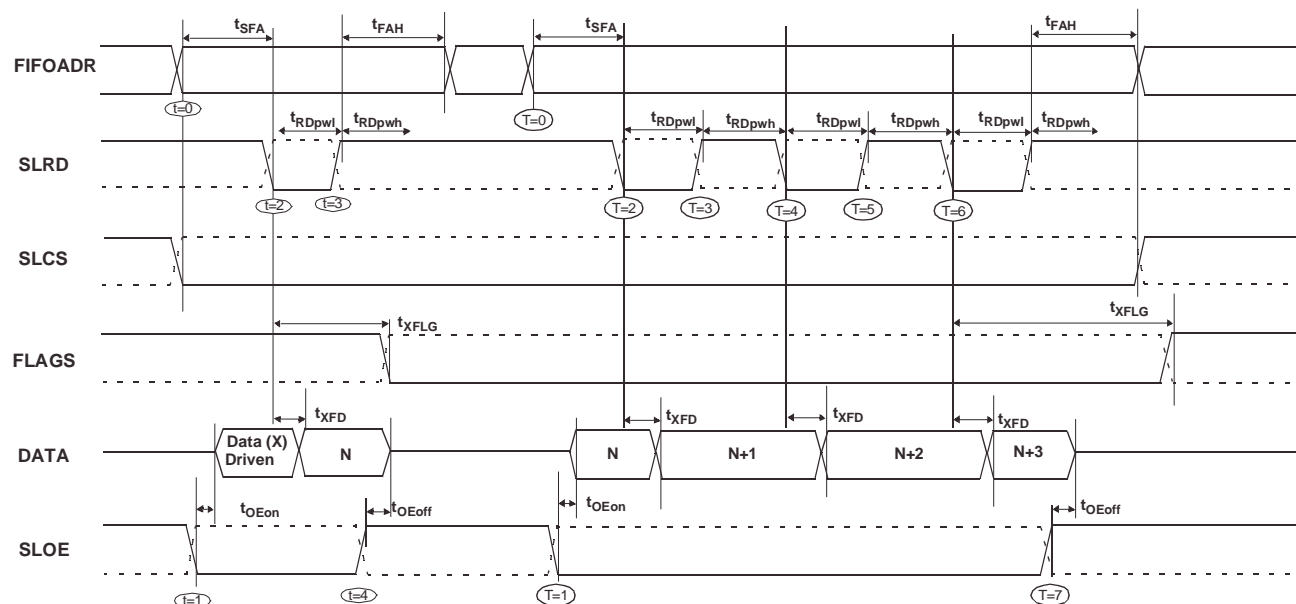 tSFA tFAH tSFA tFAH
FIFOADR
t=0 T=0
tRDpwl tRDpwh tRDpwl tRDpwh tRDpwl tRDpwh tRDpwl tRDpwh
SLRD
t=2 t=3 T=2 T=3 T=4 T=5 T=6
SLCS
tXFLG tXFLG
FLAGS
tXFD tXFD tXFD tXFD
DATA
Data (X)
Driven N N N+1 N+2 N+3
tOEon tOEoff tOEon tOEoff
SLOE
t=1 t=4 T=1 T=7